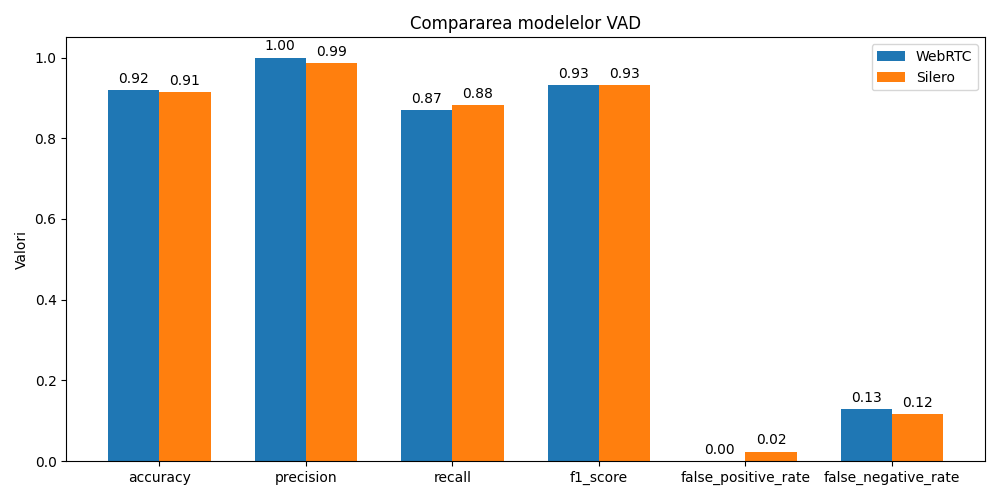 Compararea modelelor VAD
WebRTC
Silero
Valori
1.0
0.8
0.6
0.4
0.2
0.0
0.92
0.91
1.00
0.99
0.87
0.88
0.93
0.93
0.00
0.02
0.13
0.12
accuracy
precision
recall
f1_score
false_positive_rate
false_negative_rate